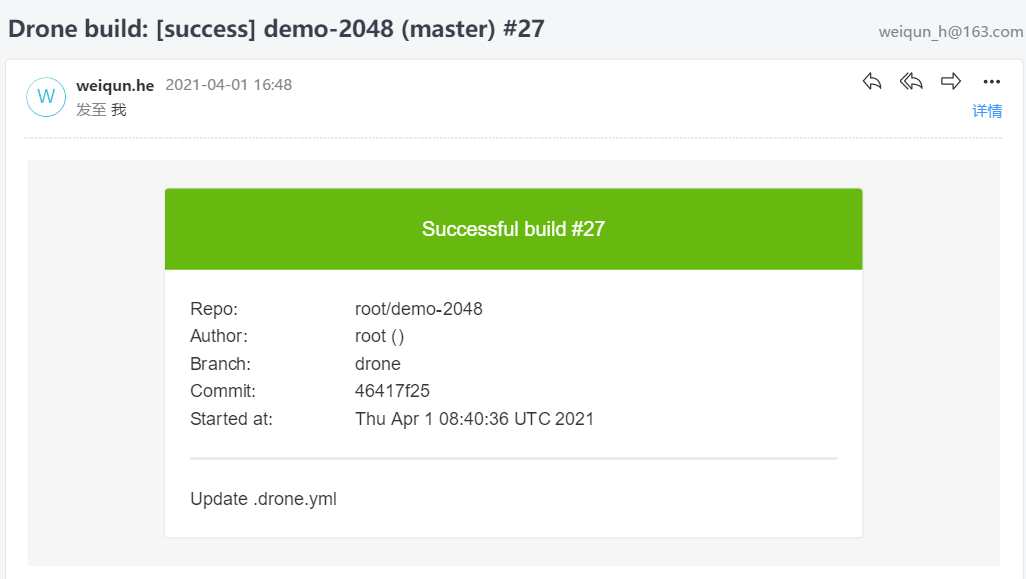 Drone build: [success] demo-2048 (master) #27
weiqun_h@163.com
W
weiqun.he 2021-04-01 16:48
发至 我
详情
Successful build #27
Repo: root/demo-2048
Author: root ()
Branch: drone
Commit: 46417f25
Started at: Thu Apr 1 08:40:36 UTC 2021
Update .drone.yml